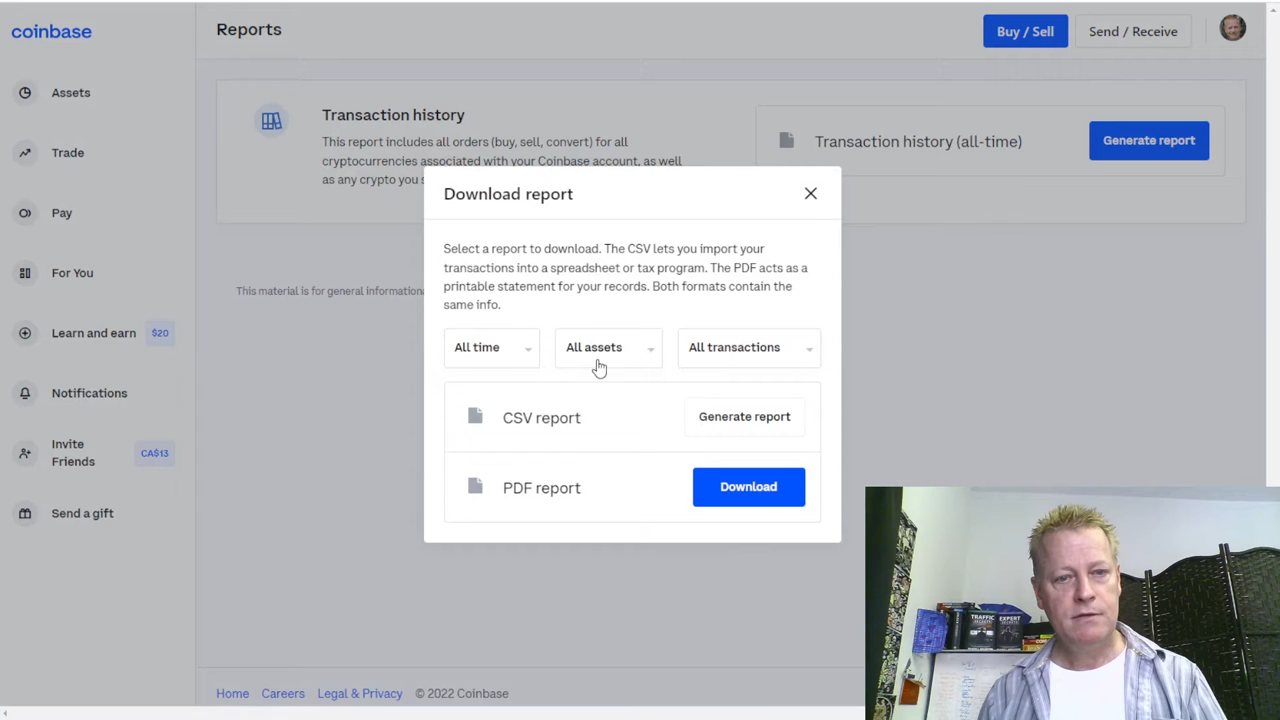 coinbase
Reports
Buy / Sell
Send / Receive
Assets
Trade
Pay
For You
Learn and earn
$20
Notifications
Invite
Friends
CA$13
Send a gift
Transaction history
This report includes all orders (buy, sell, convert) for all
cryptocurrencies associated with your Coinbase account, as well
as any crypto you s
Transaction history (all-time)
Generate report
This material is for general information
Download report
Select a report to download. The CSV lets you import your
transactions into a spreadsheet or tax program. The PDF acts as a
printable statement for your records. Both formats contain the
same info.
All time
All assets
All transactions
CSV report
Generate report
PDF report
Download
TRAFFIC
EXPERT
Home
Careers
Legal & Privacy
© 2022 Coinbase